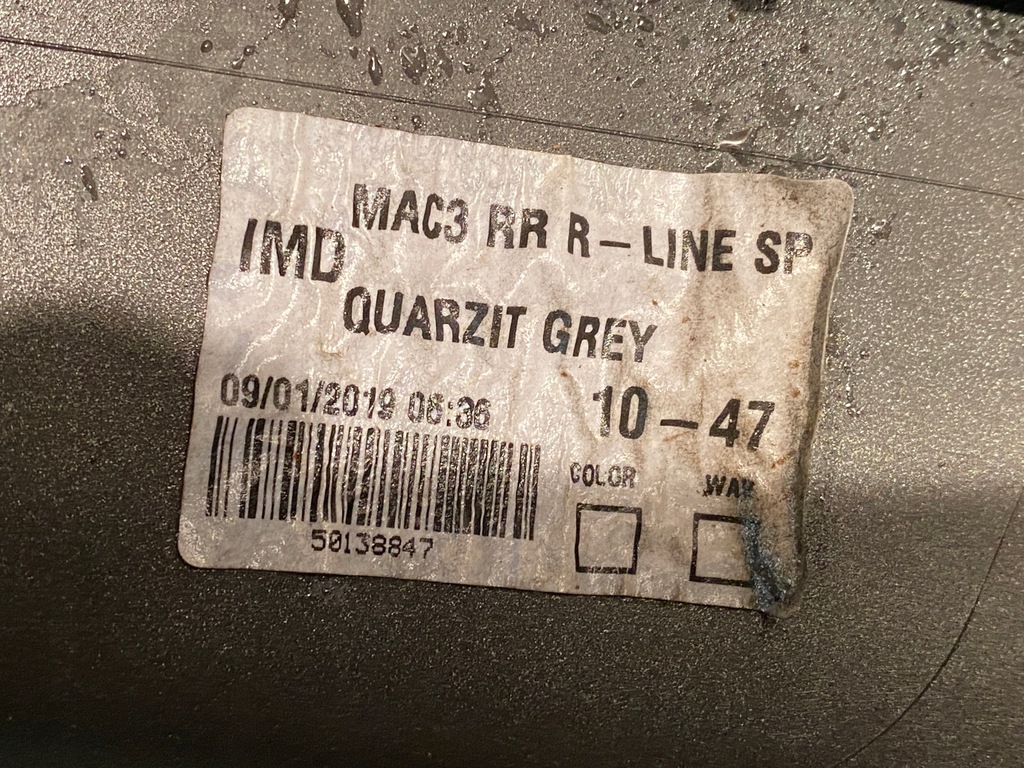 MAC3 RR R-LINE SP
IMD
QUARZIT GREY
09/01/2019 06:36
10-47
COLOR
50138847